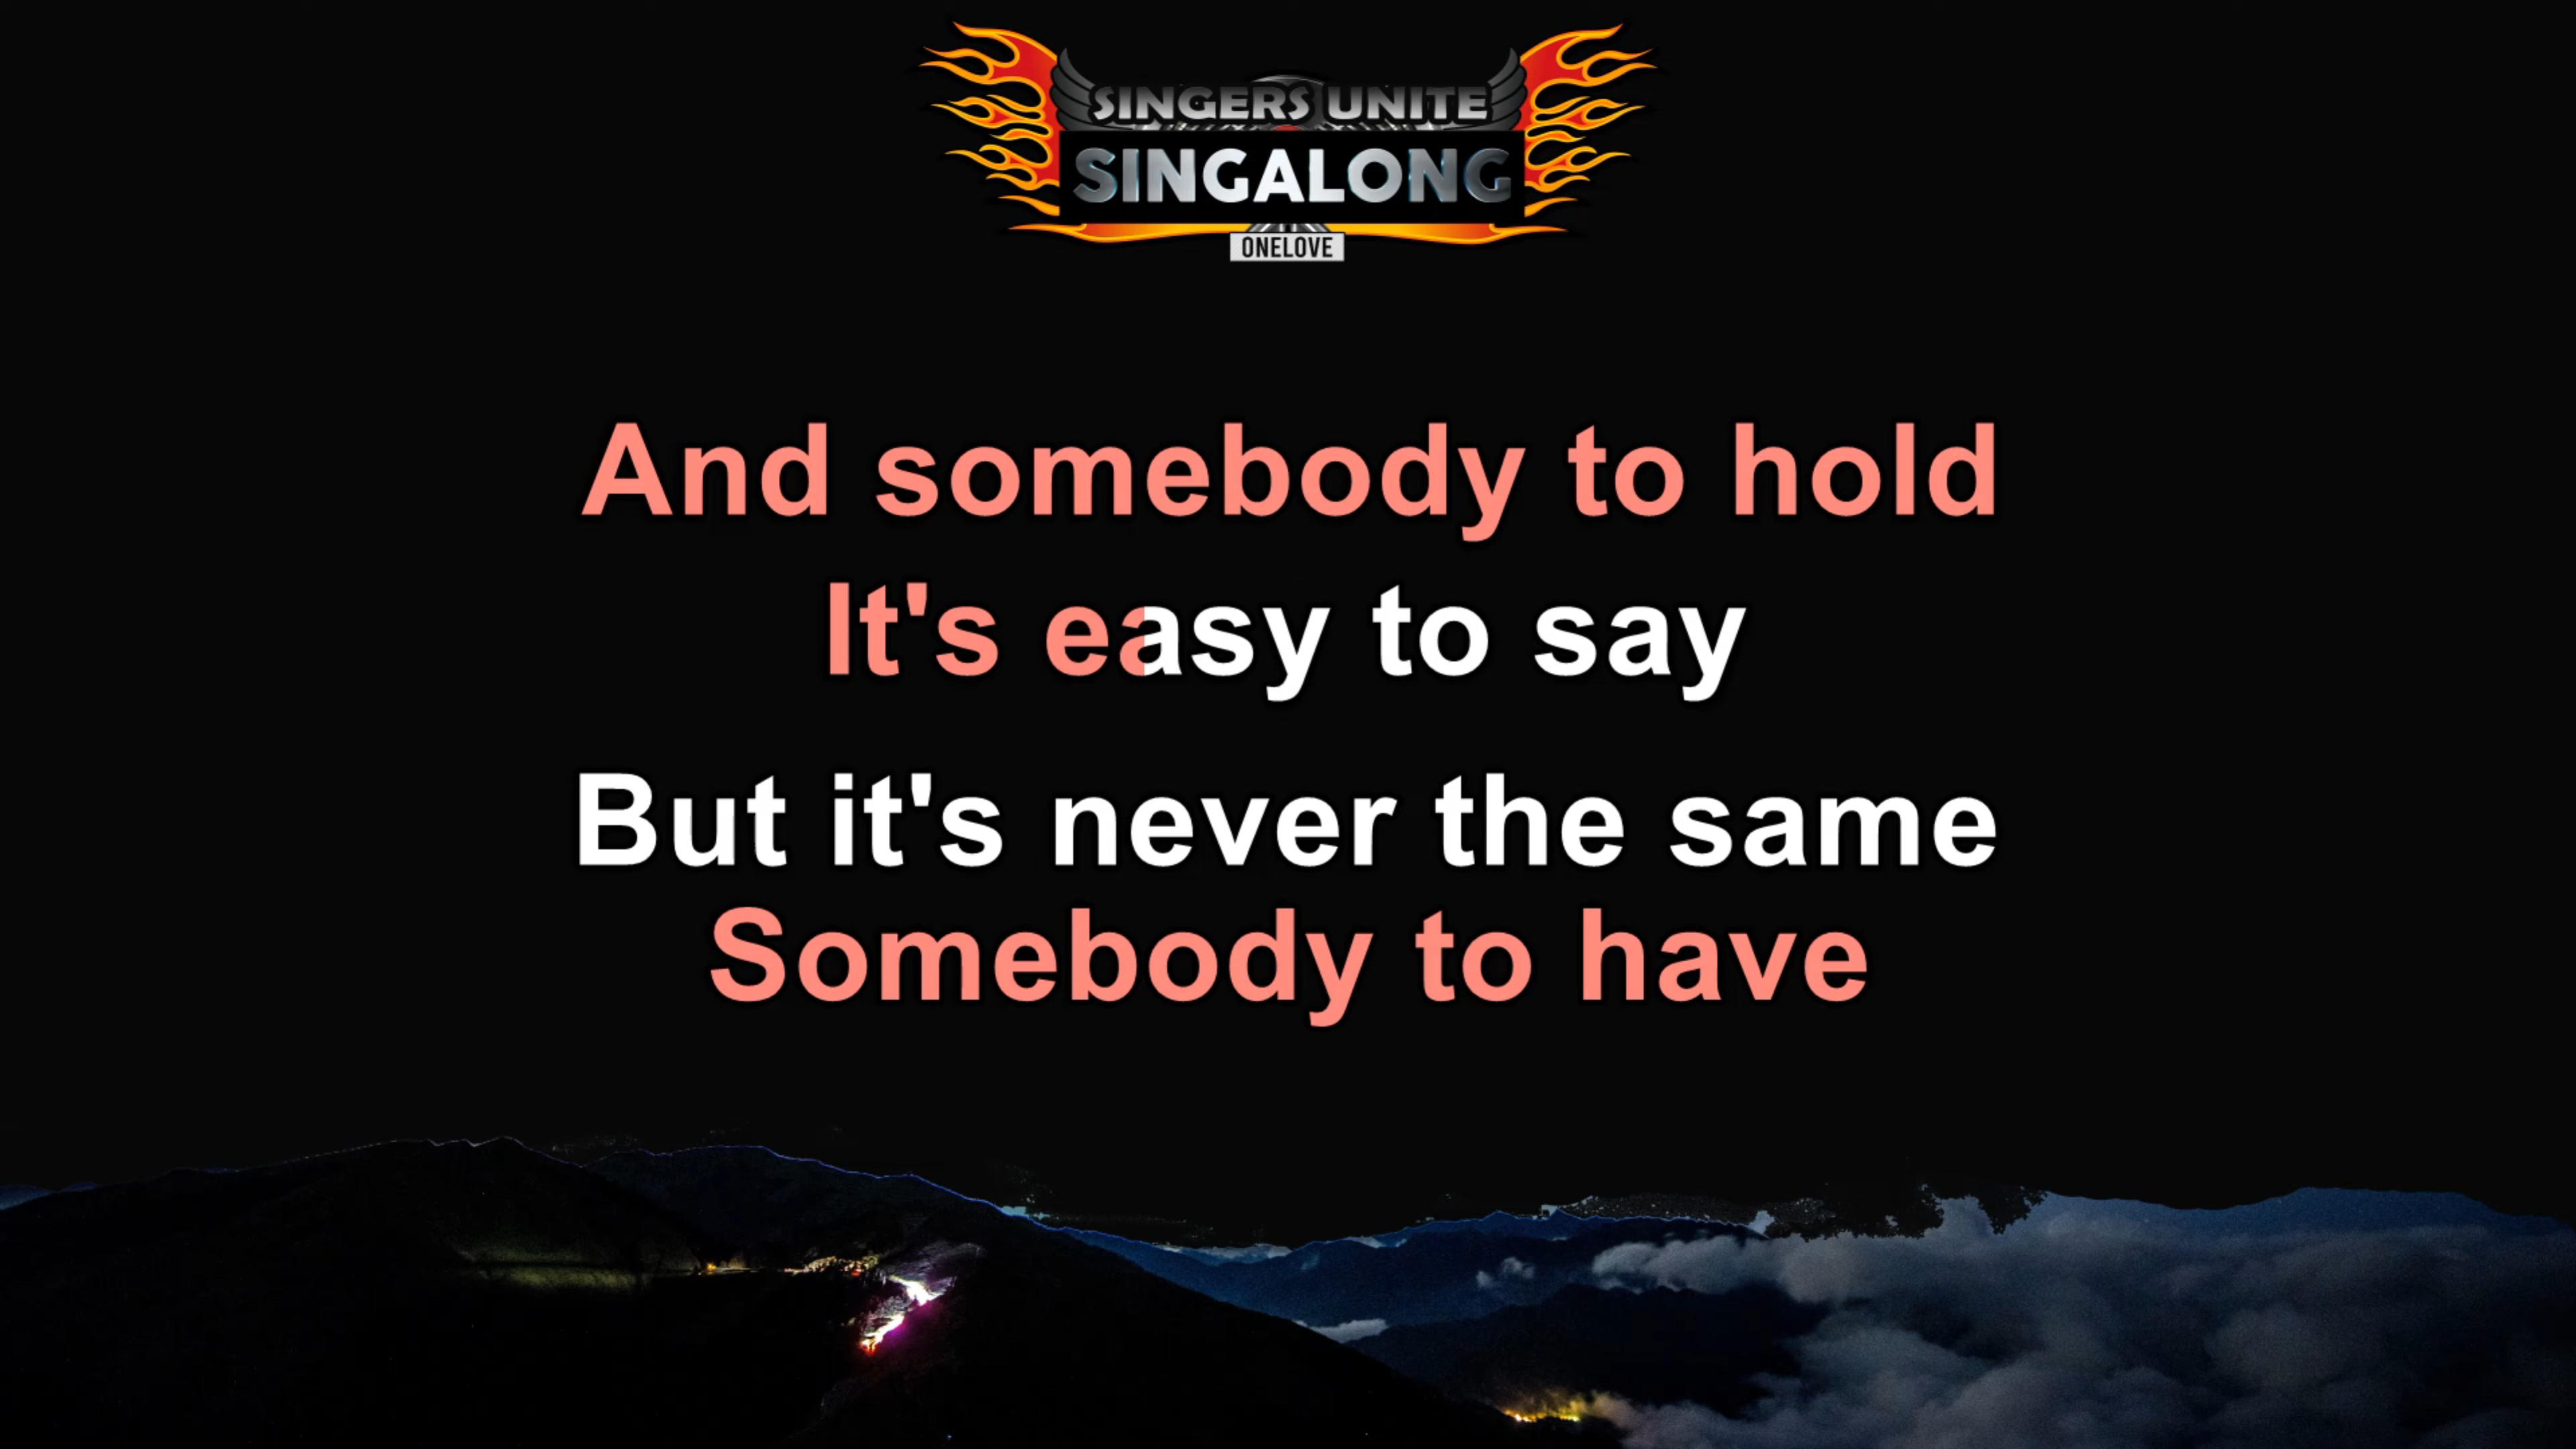 SINGERS UNITE
SINGALONG
ONELOVE
And somebody to hold
It's easy to say
But it's never the same
Somebody to have